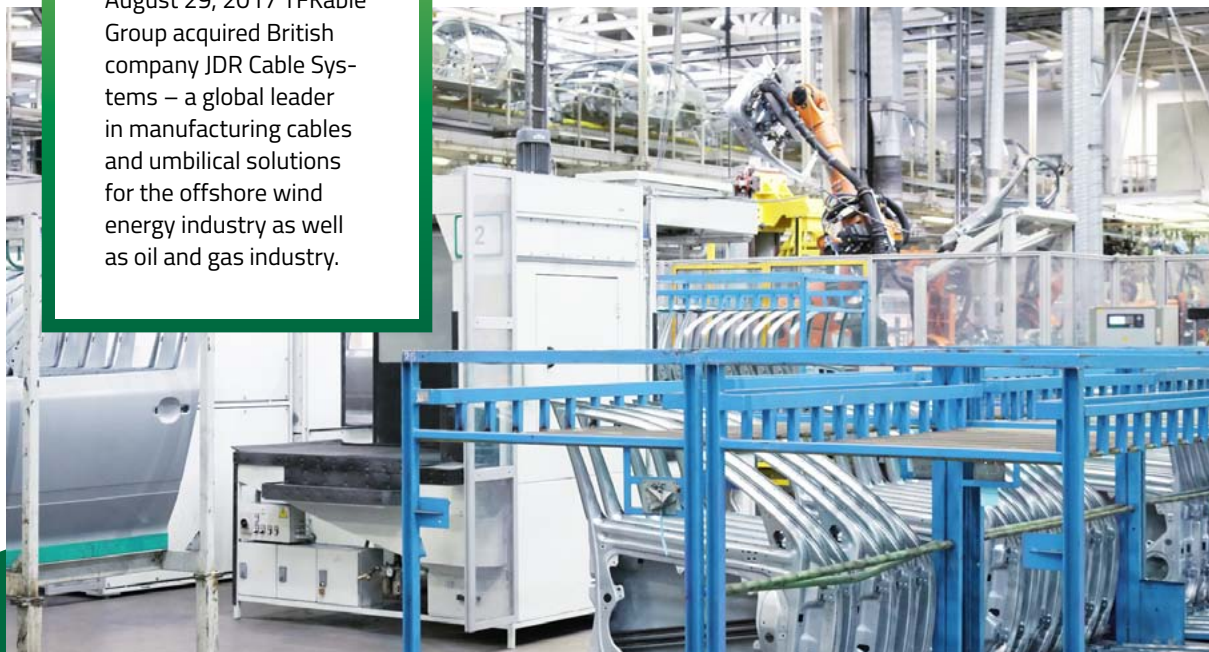 August 29, 2017 TFKable
Group acquired British
company JDR Cable Sys-
tems – a global leader
in manufacturing cables
and umbilical solutions
for the offshore wind
energy industry as well
as oil and gas industry.
2